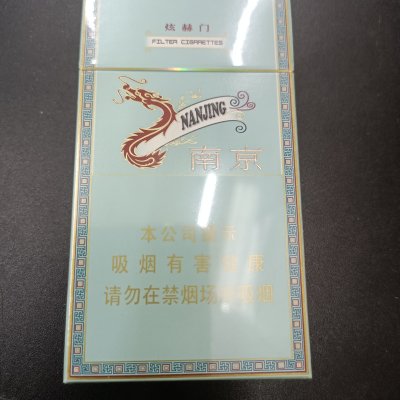 炫赫门
FILTER CIGARETTES
NANJING
南京
本公司提示
吸烟有害健康
请勿在禁烟场所吸烟